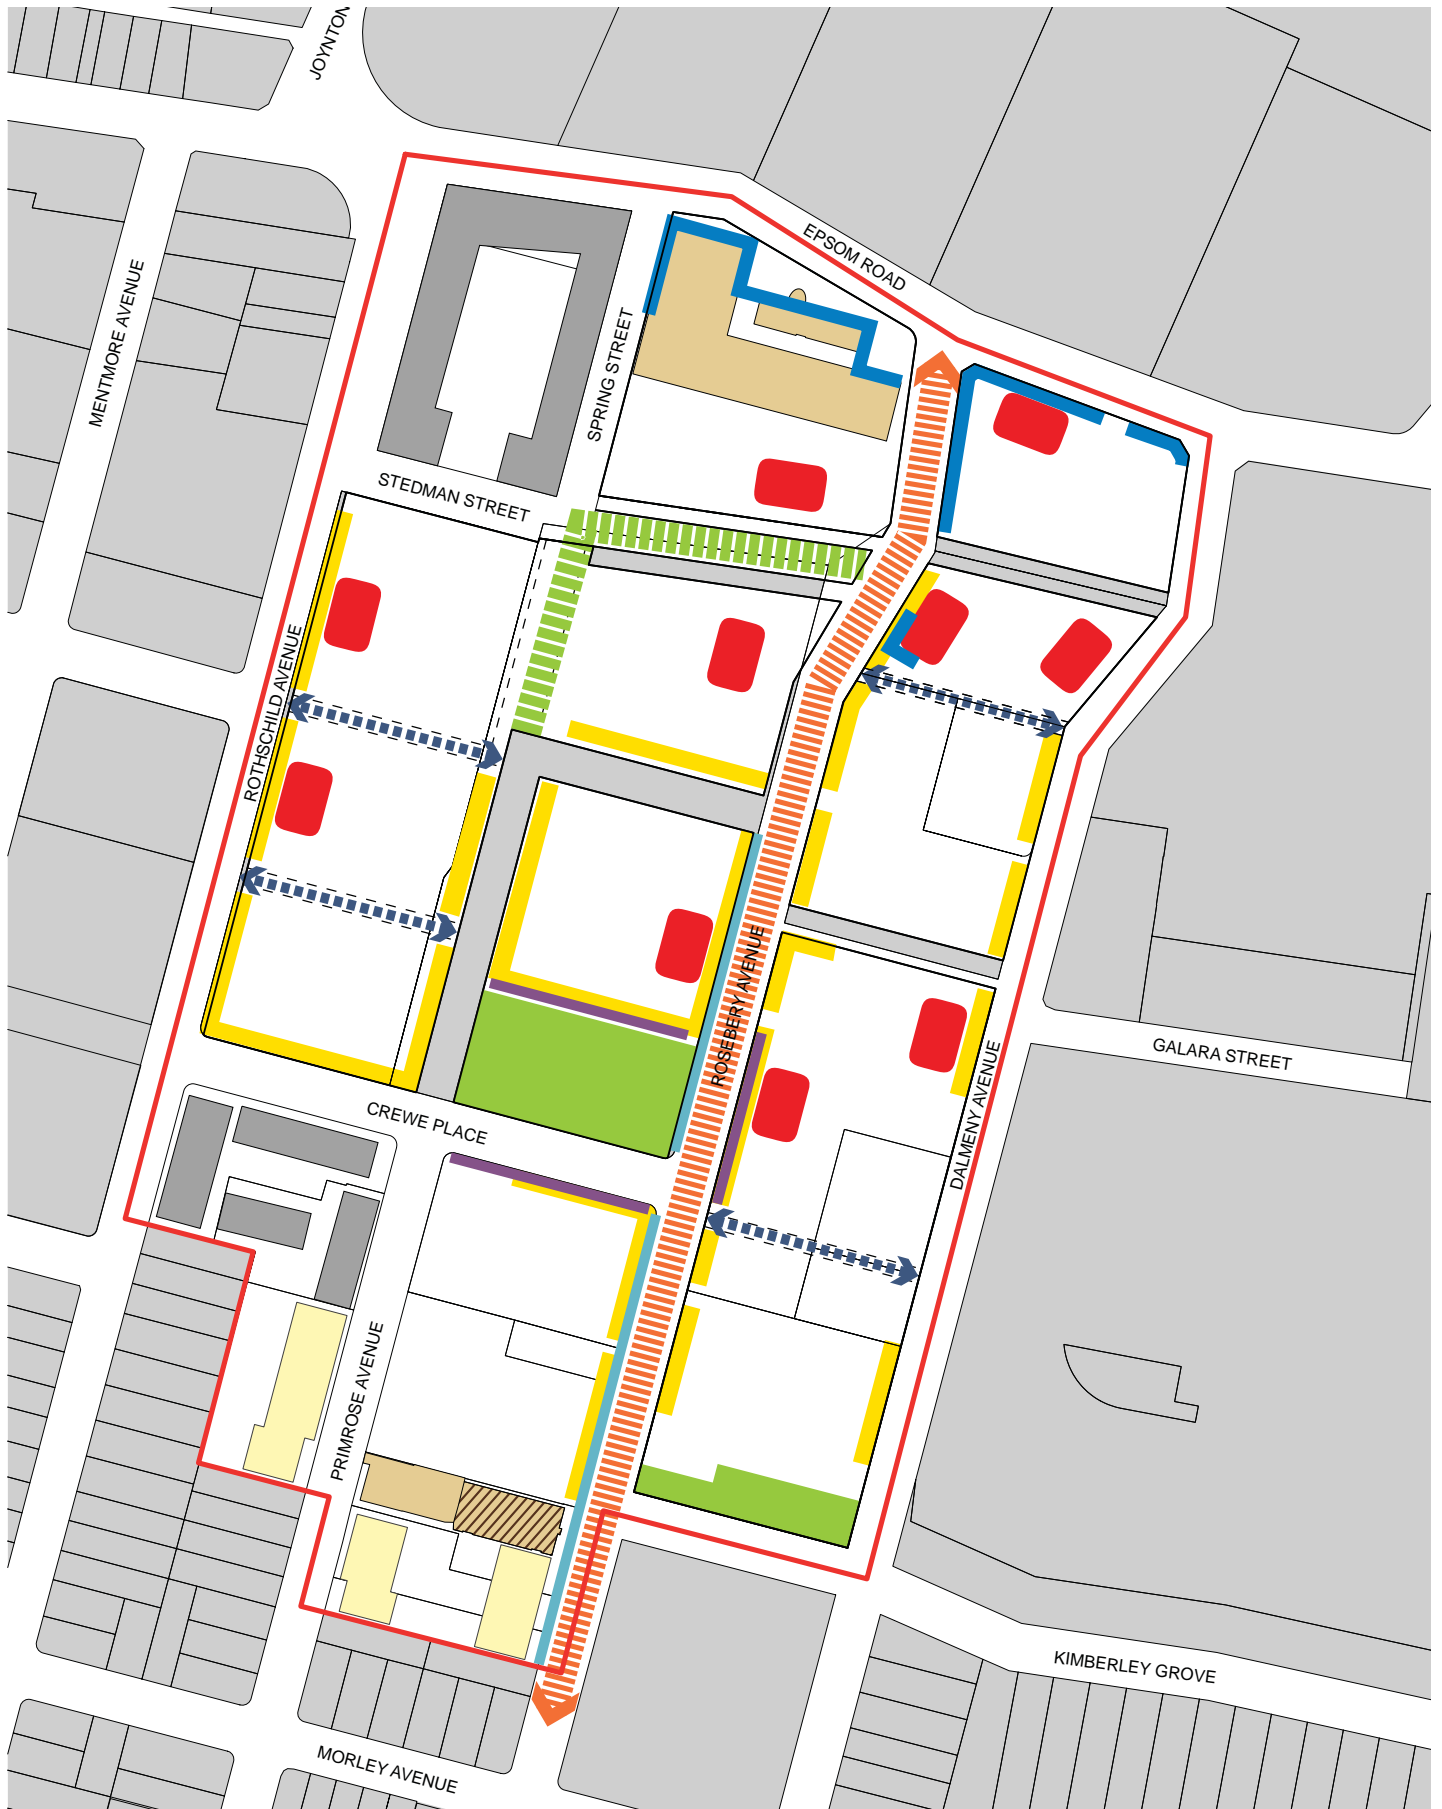 JOYNTON
EPSOM ROAD
MENTMORE AVENUE
SPRING STREET
STEDMAN STREET
ROTHSCHILD AVENUE
ROSEBERY AVENUE
GALARA STREET
DALMENY AVENUE
CREWE PLACE
PRIMROSE AVENUE
KIMBERLEY GROVE
MORLEY AVENUE